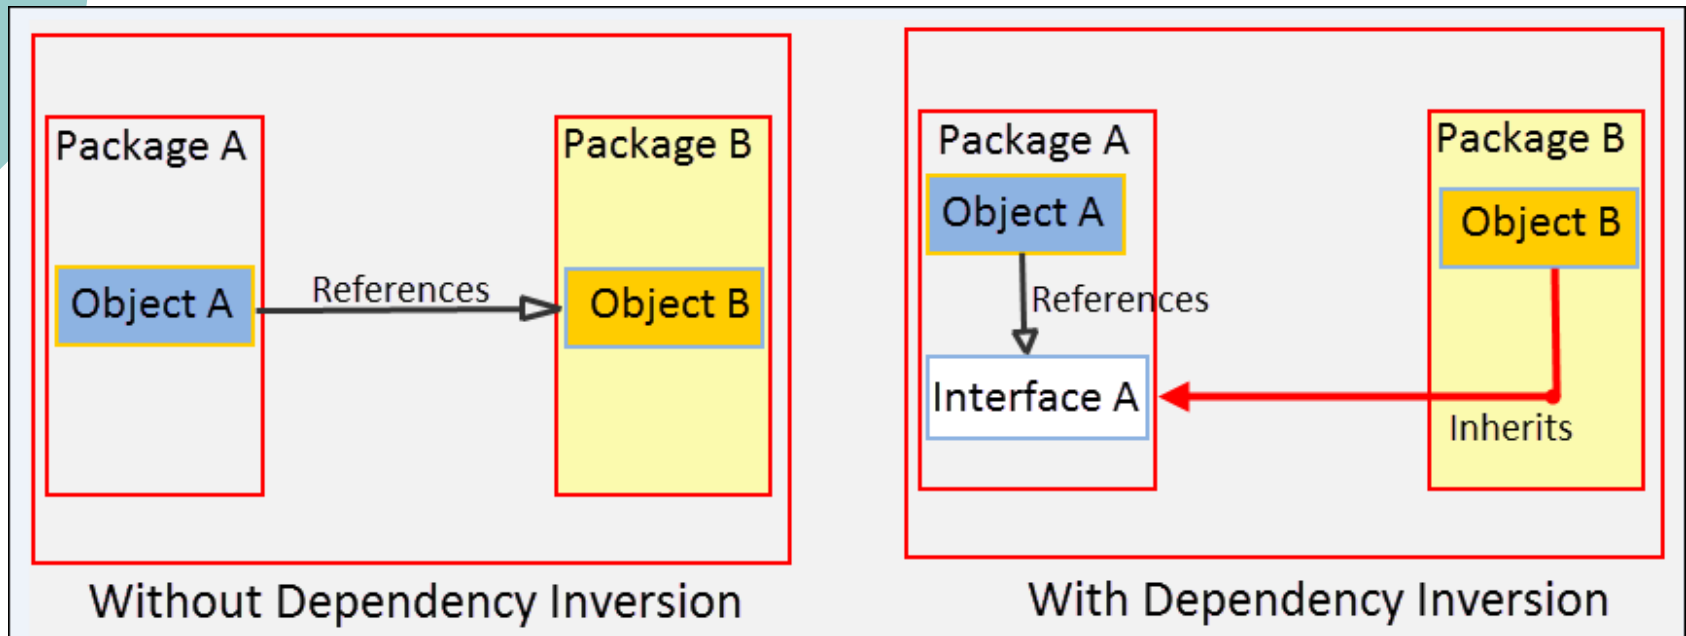 Package A
Package B
Object A
References
Object B
Without Dependency Inversion
Package A
Package B
Object A
Object B
References
Interface A
Inherits
With Dependency Inversion